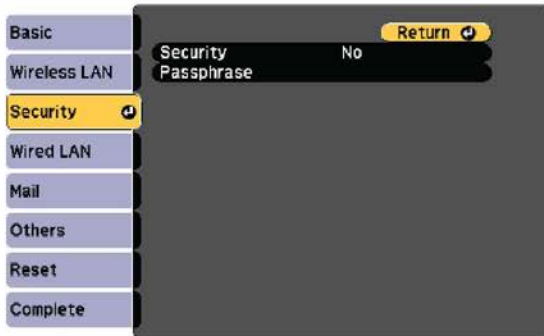 Basic
Wireless LAN
Security
Wired LAN
Mail
Others
Reset
Complete
Return
Security No
Passphrase